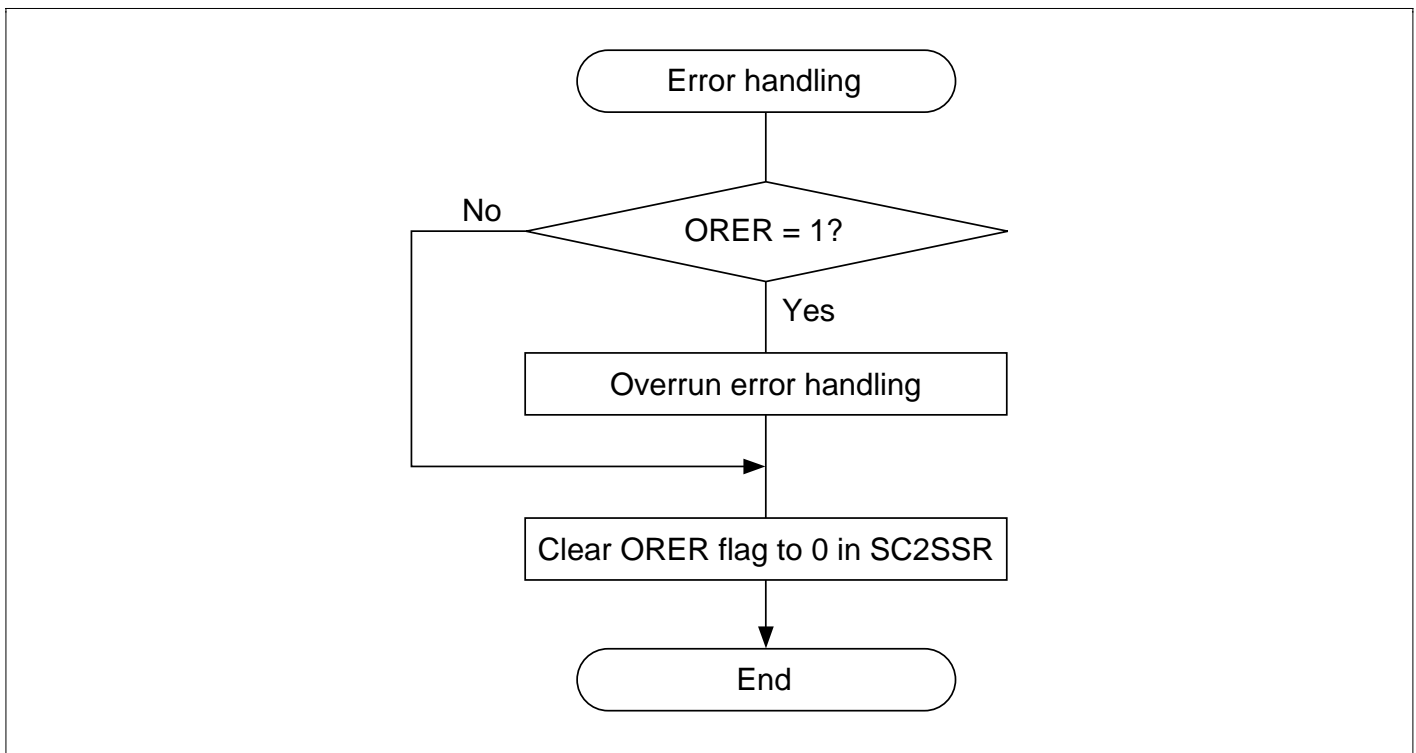 Error handling
No
ORER = 1?
Yes
Overrun error handling
Clear ORER flag to 0 in SC2SSR
End